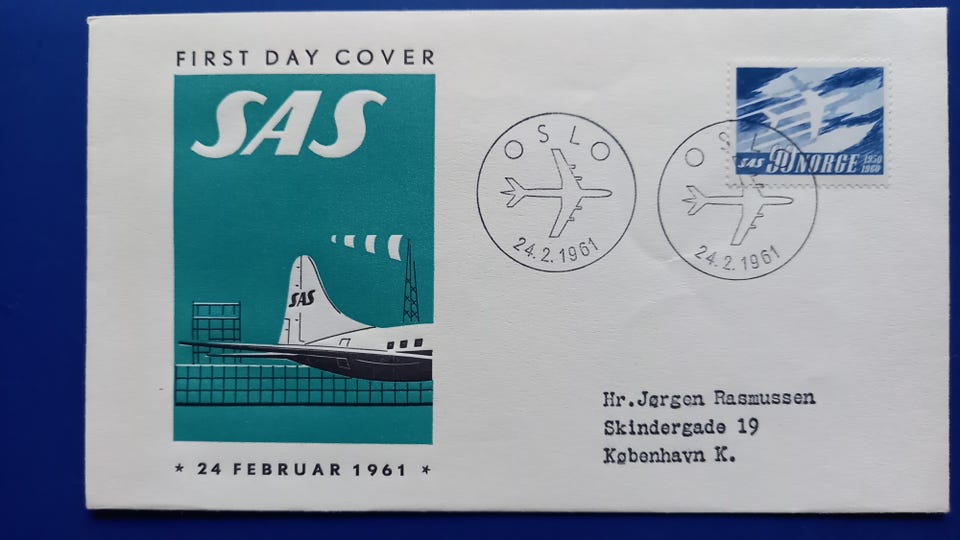 FIRST DAY COVER
SAS
SAS
* 24 FEBRUAR 1961 *
OSLO
24.2.1961
OSLO
24.2.1961
SAS 90 NORGE 1950 1960
Hr.Jørgen Rasmussen
Skindergade 19
København K.